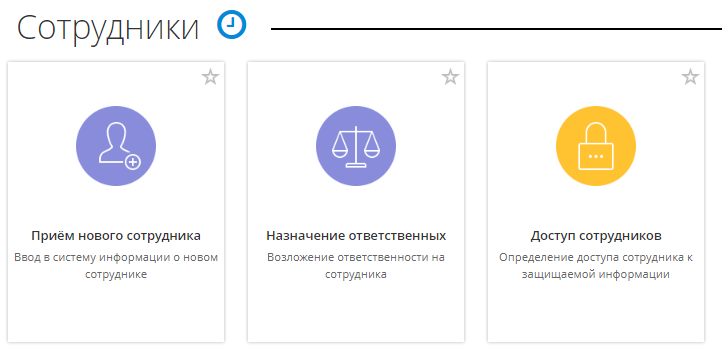 Сотрудники
Приём нового сотрудника
Ввод в систему информации о новом
сотруднике
Назначение ответственных
Возложение ответственности на
сотрудника
Доступ сотрудников
Определение доступа сотрудника к
защищаемой информации